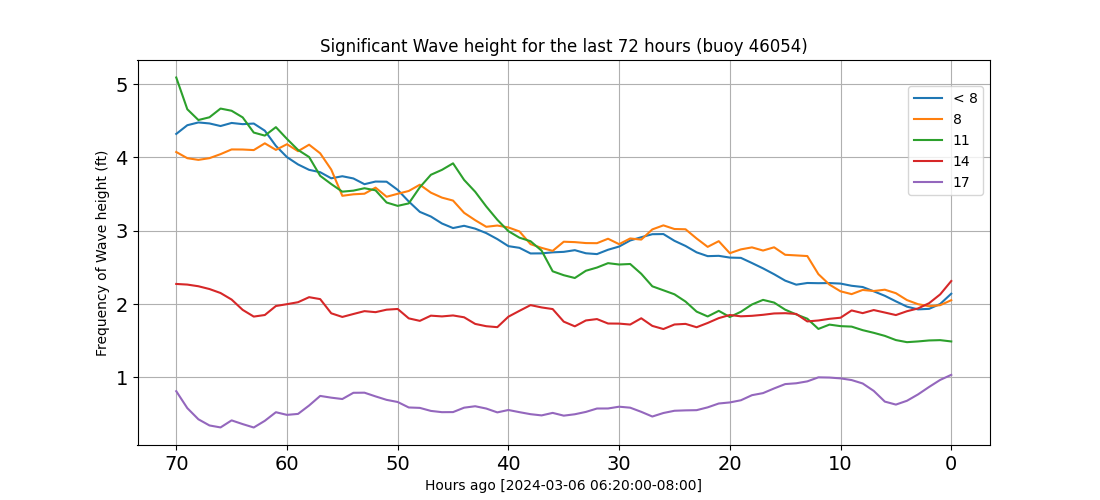 Significant Wave height for the last 72 hours (buoy 46054)
Frequency of Wave height (ft)
5
4
3
2
1
< 8
8
11
14
17
70 60 50 40 30 20 10 0
Hours ago [2024-03-06 06:20:00-08:00]